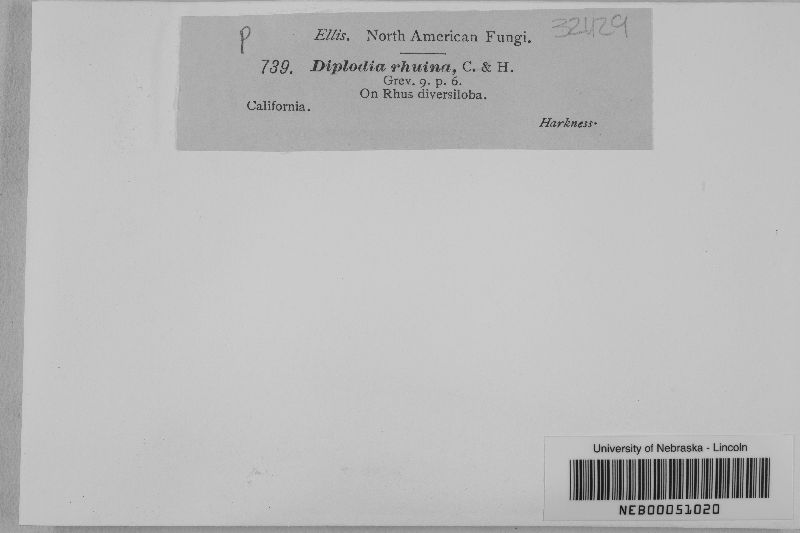 P Ellis. North American Fungi. 32429
739. Diplodia rhuina, C. & H.
Grev. 9. p. 6.
On Rhus diversiloba.
California.
Harkness.
University of Nebraska - Lincoln
NEB00051020